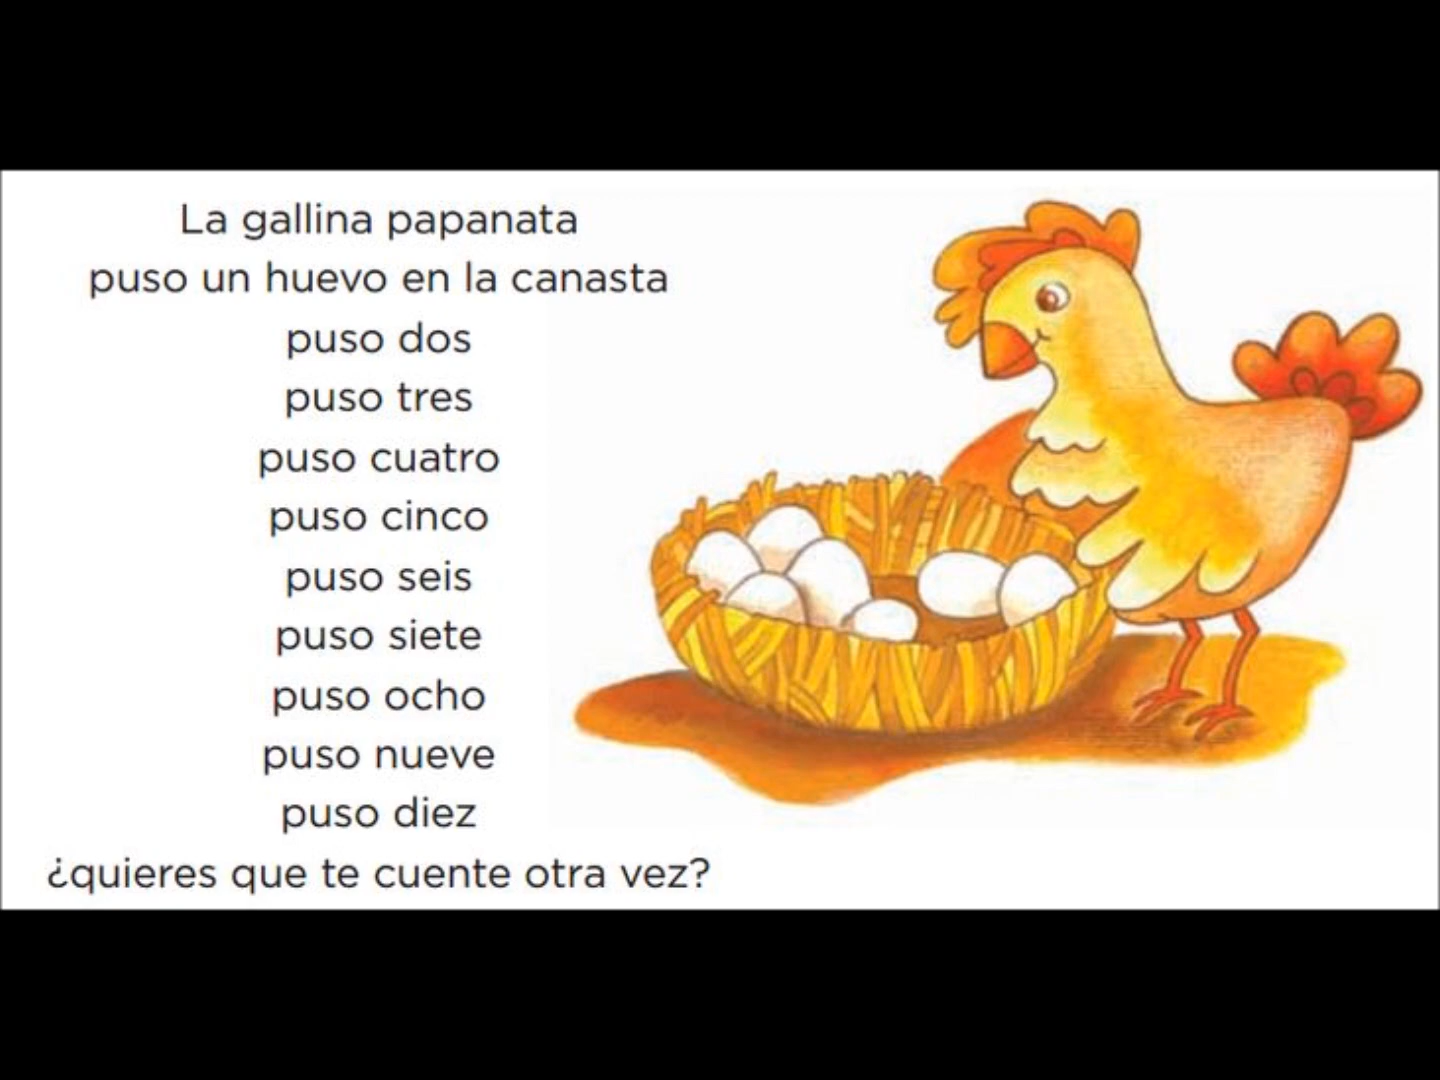 La gallina papanata
puso un huevo en la canasta
puso dos
puso tres
puso cuatro
puso cinco
puso seis
puso siete
puso ocho
puso nueve
puso diez
¿quieres que te cuente otra vez?